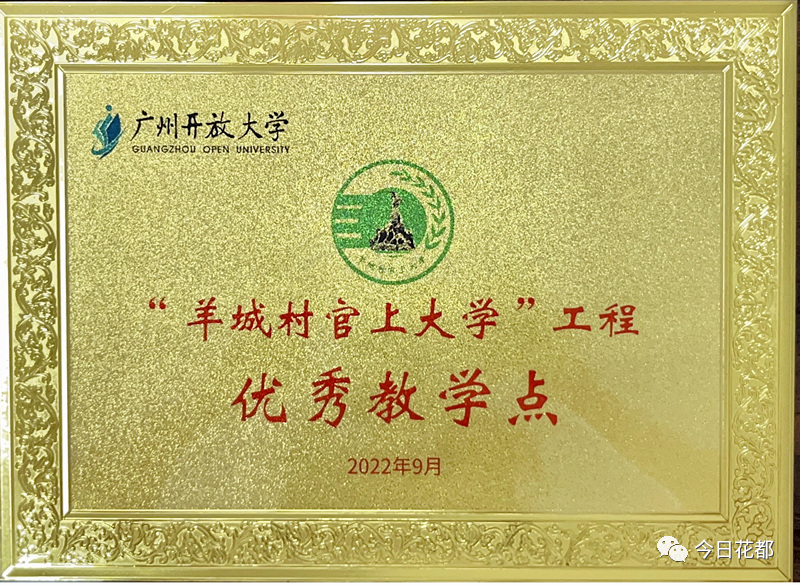 广州开放大学
GUANGZHOU OPEN UNIVERSITY
“羊城村官上大学”工程
优秀教学点
2022年9月
今日花都